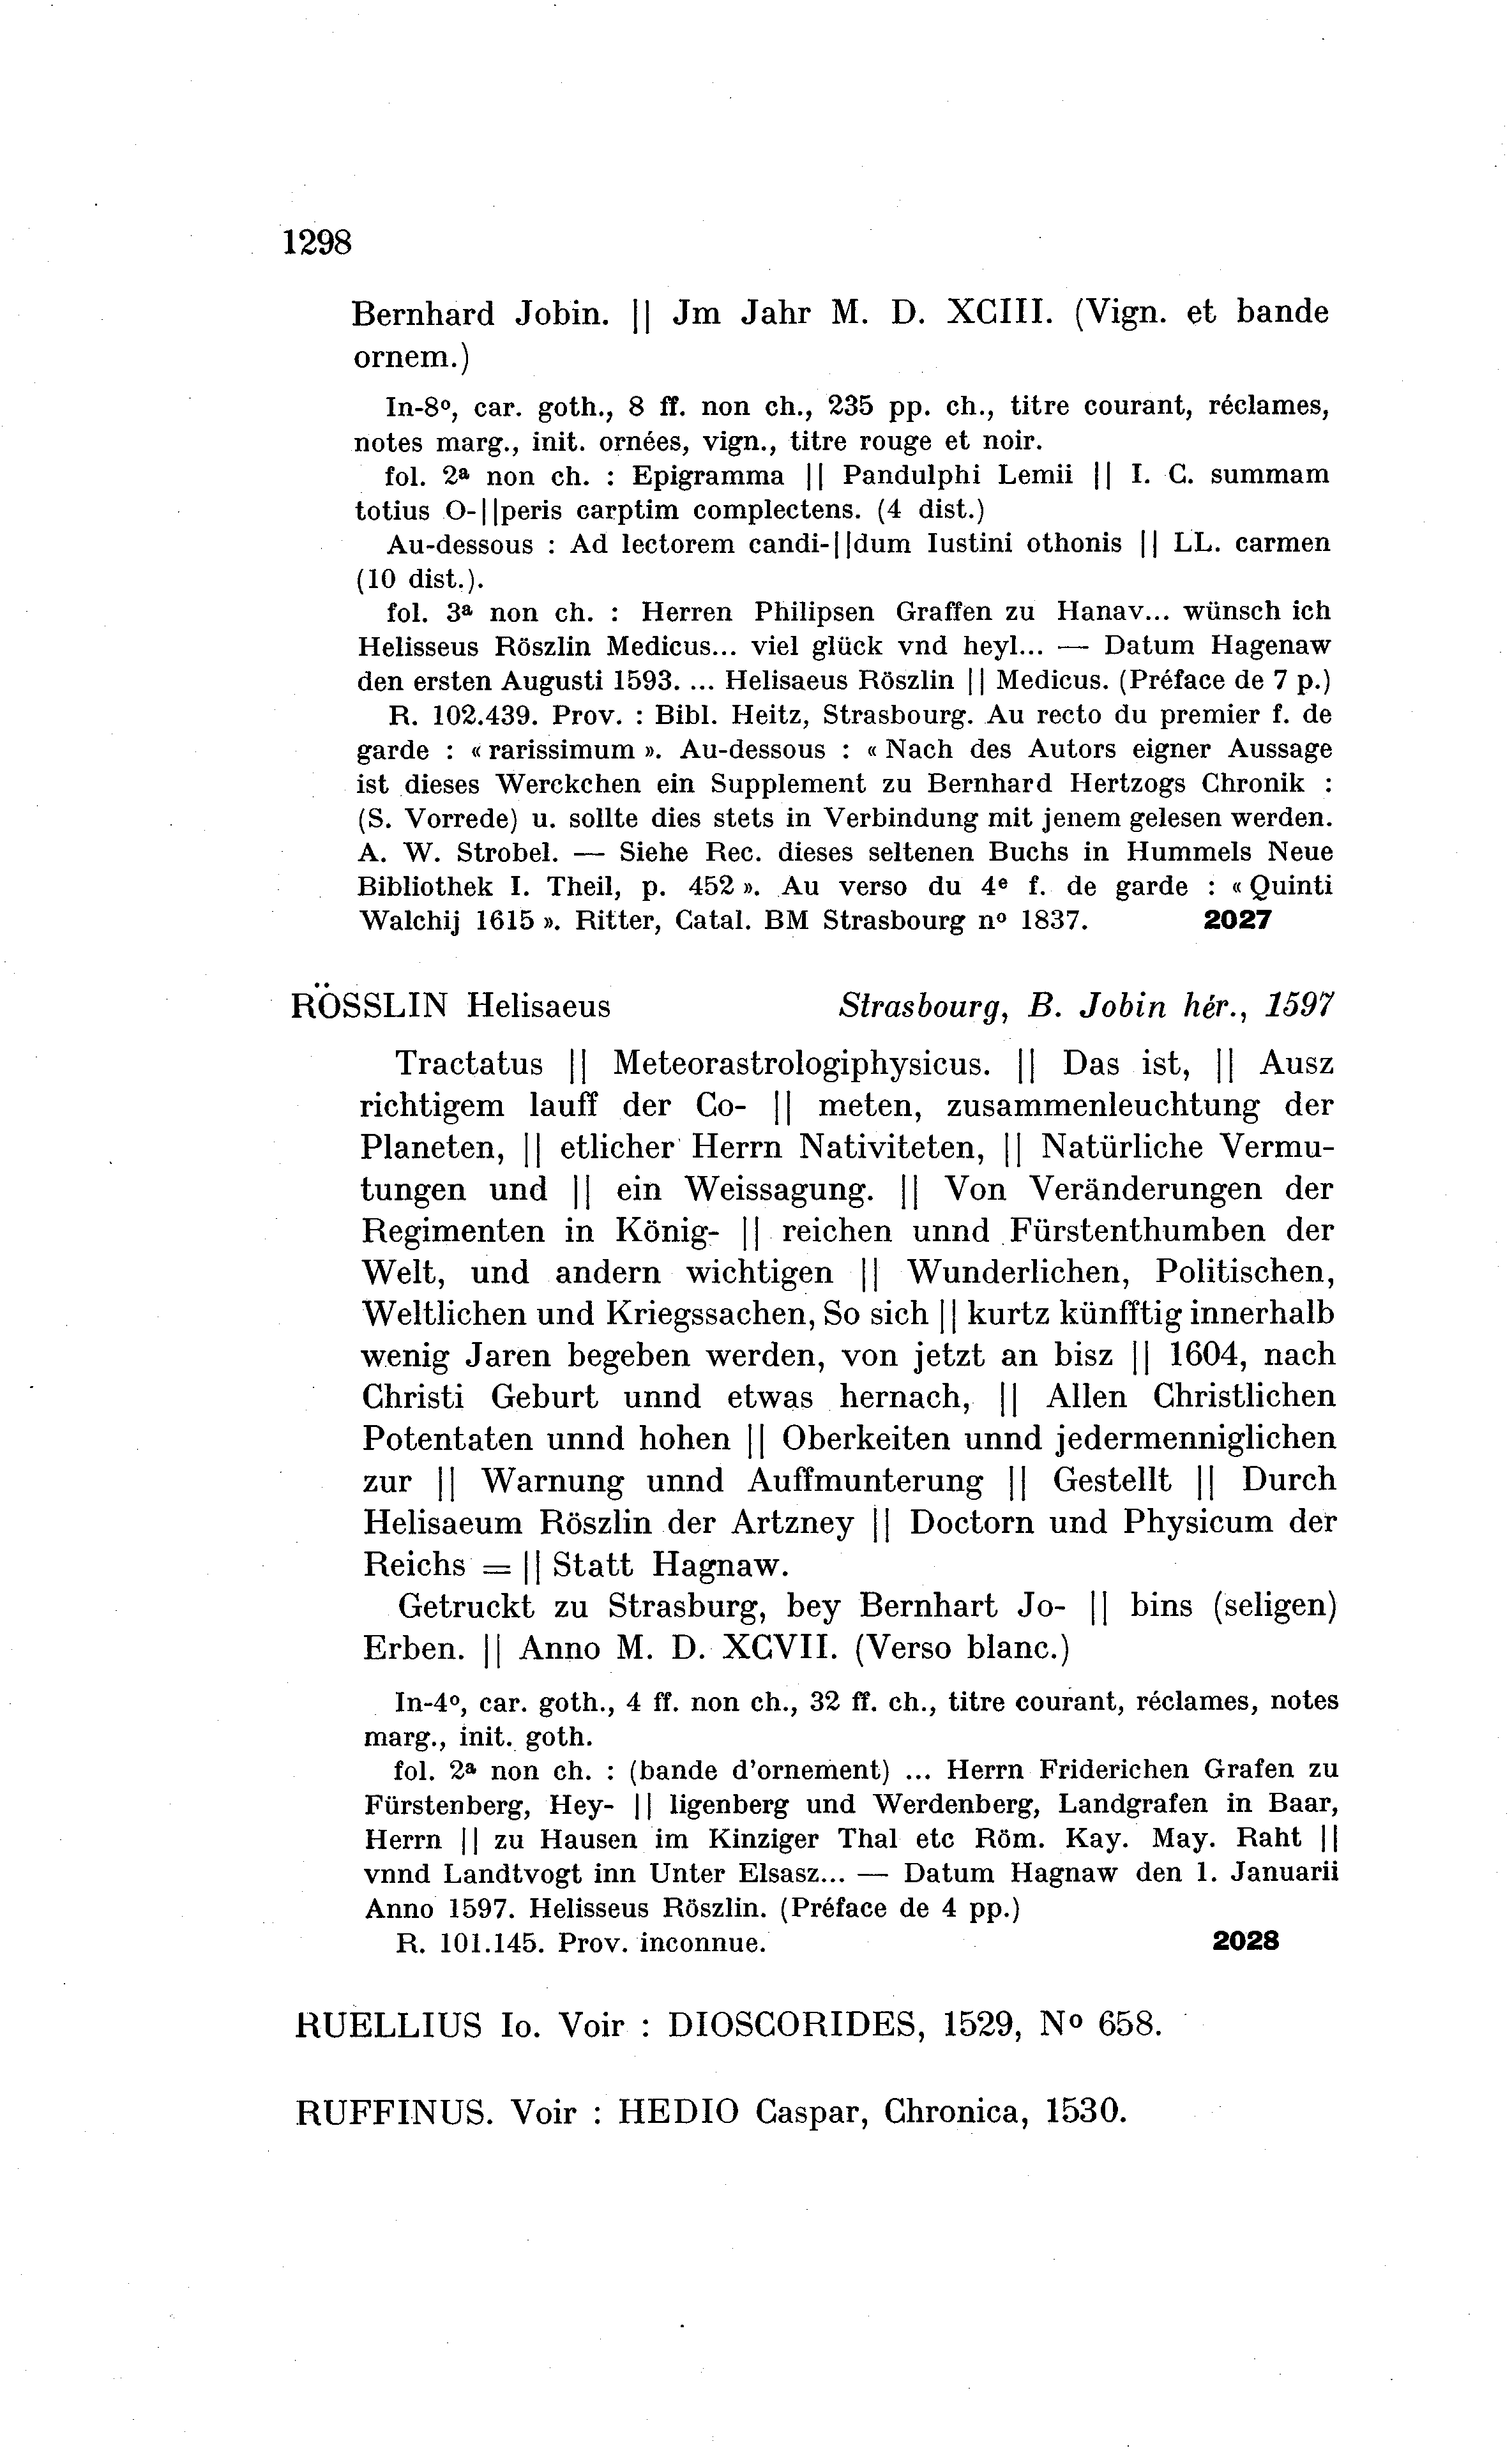 1298
Bernhard Jobin. || Jm Jahr M. D. XCIII. (Vign. et bande
ornem.)
In-8º, car. goth., 8 ff. non ch., 235 pp. ch., titre courant, réclames,
notes marg., init. ornées, vign., titre rouge et noir.
fol. 2ª non ch. : Epigramma || Pandulphi Lemii || I. C. summam
totius O-||peris carptim complectens. (4 dist.)
Au-dessous : Ad lectorem candi-||dum Iustini othonis || LL. carmen
(10 dist.).
fol. 3ª non ch. : Herren Philipsen Graffen zu Hanav... wünsch ich
Helisseus Röszlin Medicus... viel glück vnd heyl... — Datum Hagenaw
den ersten Augusti 1593. ... Helisaeus Röszlin || Medicus. (Préface de 7 p.)
R. 102.439. Prov. : Bibl. Heitz, Strasbourg. Au recto du premier f. de
garde : « rarissimum ». Au-dessous : « Nach des Autors eigner Aussage
ist dieses Werckchen ein Supplement zu Bernhard Hertzogs Chronik :
(S. Vorrede) u. sollte dies stets in Verbindung mit jenem gelesen werden.
A. W. Strobel. — Siehe Rec. dieses seltenen Buchs in Hummels Neue
Bibliothek I. Theil, p. 452 ». Au verso du 4e f. de garde : « Quinti
Walchij 1615 ». Ritter, Catal. BM Strasbourg nº 1837. 2027
RÖSSLIN Helisaeus Strasbourg, B. Jobin hér., 1597
Tractatus || Meteorastrologiphysicus. || Das ist, || Ausz
richtigem lauff der Co- || meten, zusammenleuchtung der
Planeten, || etlicher Herrn Nativiteten, || Natürliche Vermu-
tungen und || ein Weissagung. || Von Veränderungen der
Regimenten in König- || reichen unnd Fürstenthumben der
Welt, und andern wichtigen || Wunderlichen, Politischen,
Weltlichen und Kriegssachen, So sich || kurtz künfftig innerhalb
wenig Jaren begeben werden, von jetzt an bisz || 1604, nach
Christi Geburt unnd etwas hernach, || Allen Christlichen
Potentaten unnd hohen || Oberkeiten unnd jedermenniglichen
zur || Warnung unnd Auffmunterung || Gestellt || Durch
Helisaeum Röszlin der Artzney || Doctorn und Physicum der
Reichs = || Statt Hagnaw.
Getruckt zu Strasburg, bey Bernhart Jo- || bins (seligen)
Erben. || Anno M. D. XCVII. (Verso blanc.)
In-4º, car. goth., 4 ff. non ch., 32 ff. ch., titre courant, réclames, notes
marg., init. goth.
fol. 2ª non ch. : (bande d'ornement) ... Herrn Friderichen Grafen zu
Fürstenberg, Hey- || ligenberg und Werdenberg, Landgrafen in Baar,
Herrn || zu Hausen im Kinziger Thal etc Röm. Kay. May. Raht ||
vnnd Landtvogt inn Unter Elsasz... — Datum Hagnaw den 1. Januarii
Anno 1597. Helisseus Röszlin. (Préface de 4 pp.)
R. 101.145. Prov. inconnue. 2028
RUELLIUS Io. Voir : DIOSCORIDES, 1529, Nº 658.
RUFFINUS. Voir : HEDIO Caspar, Chronica, 1530.